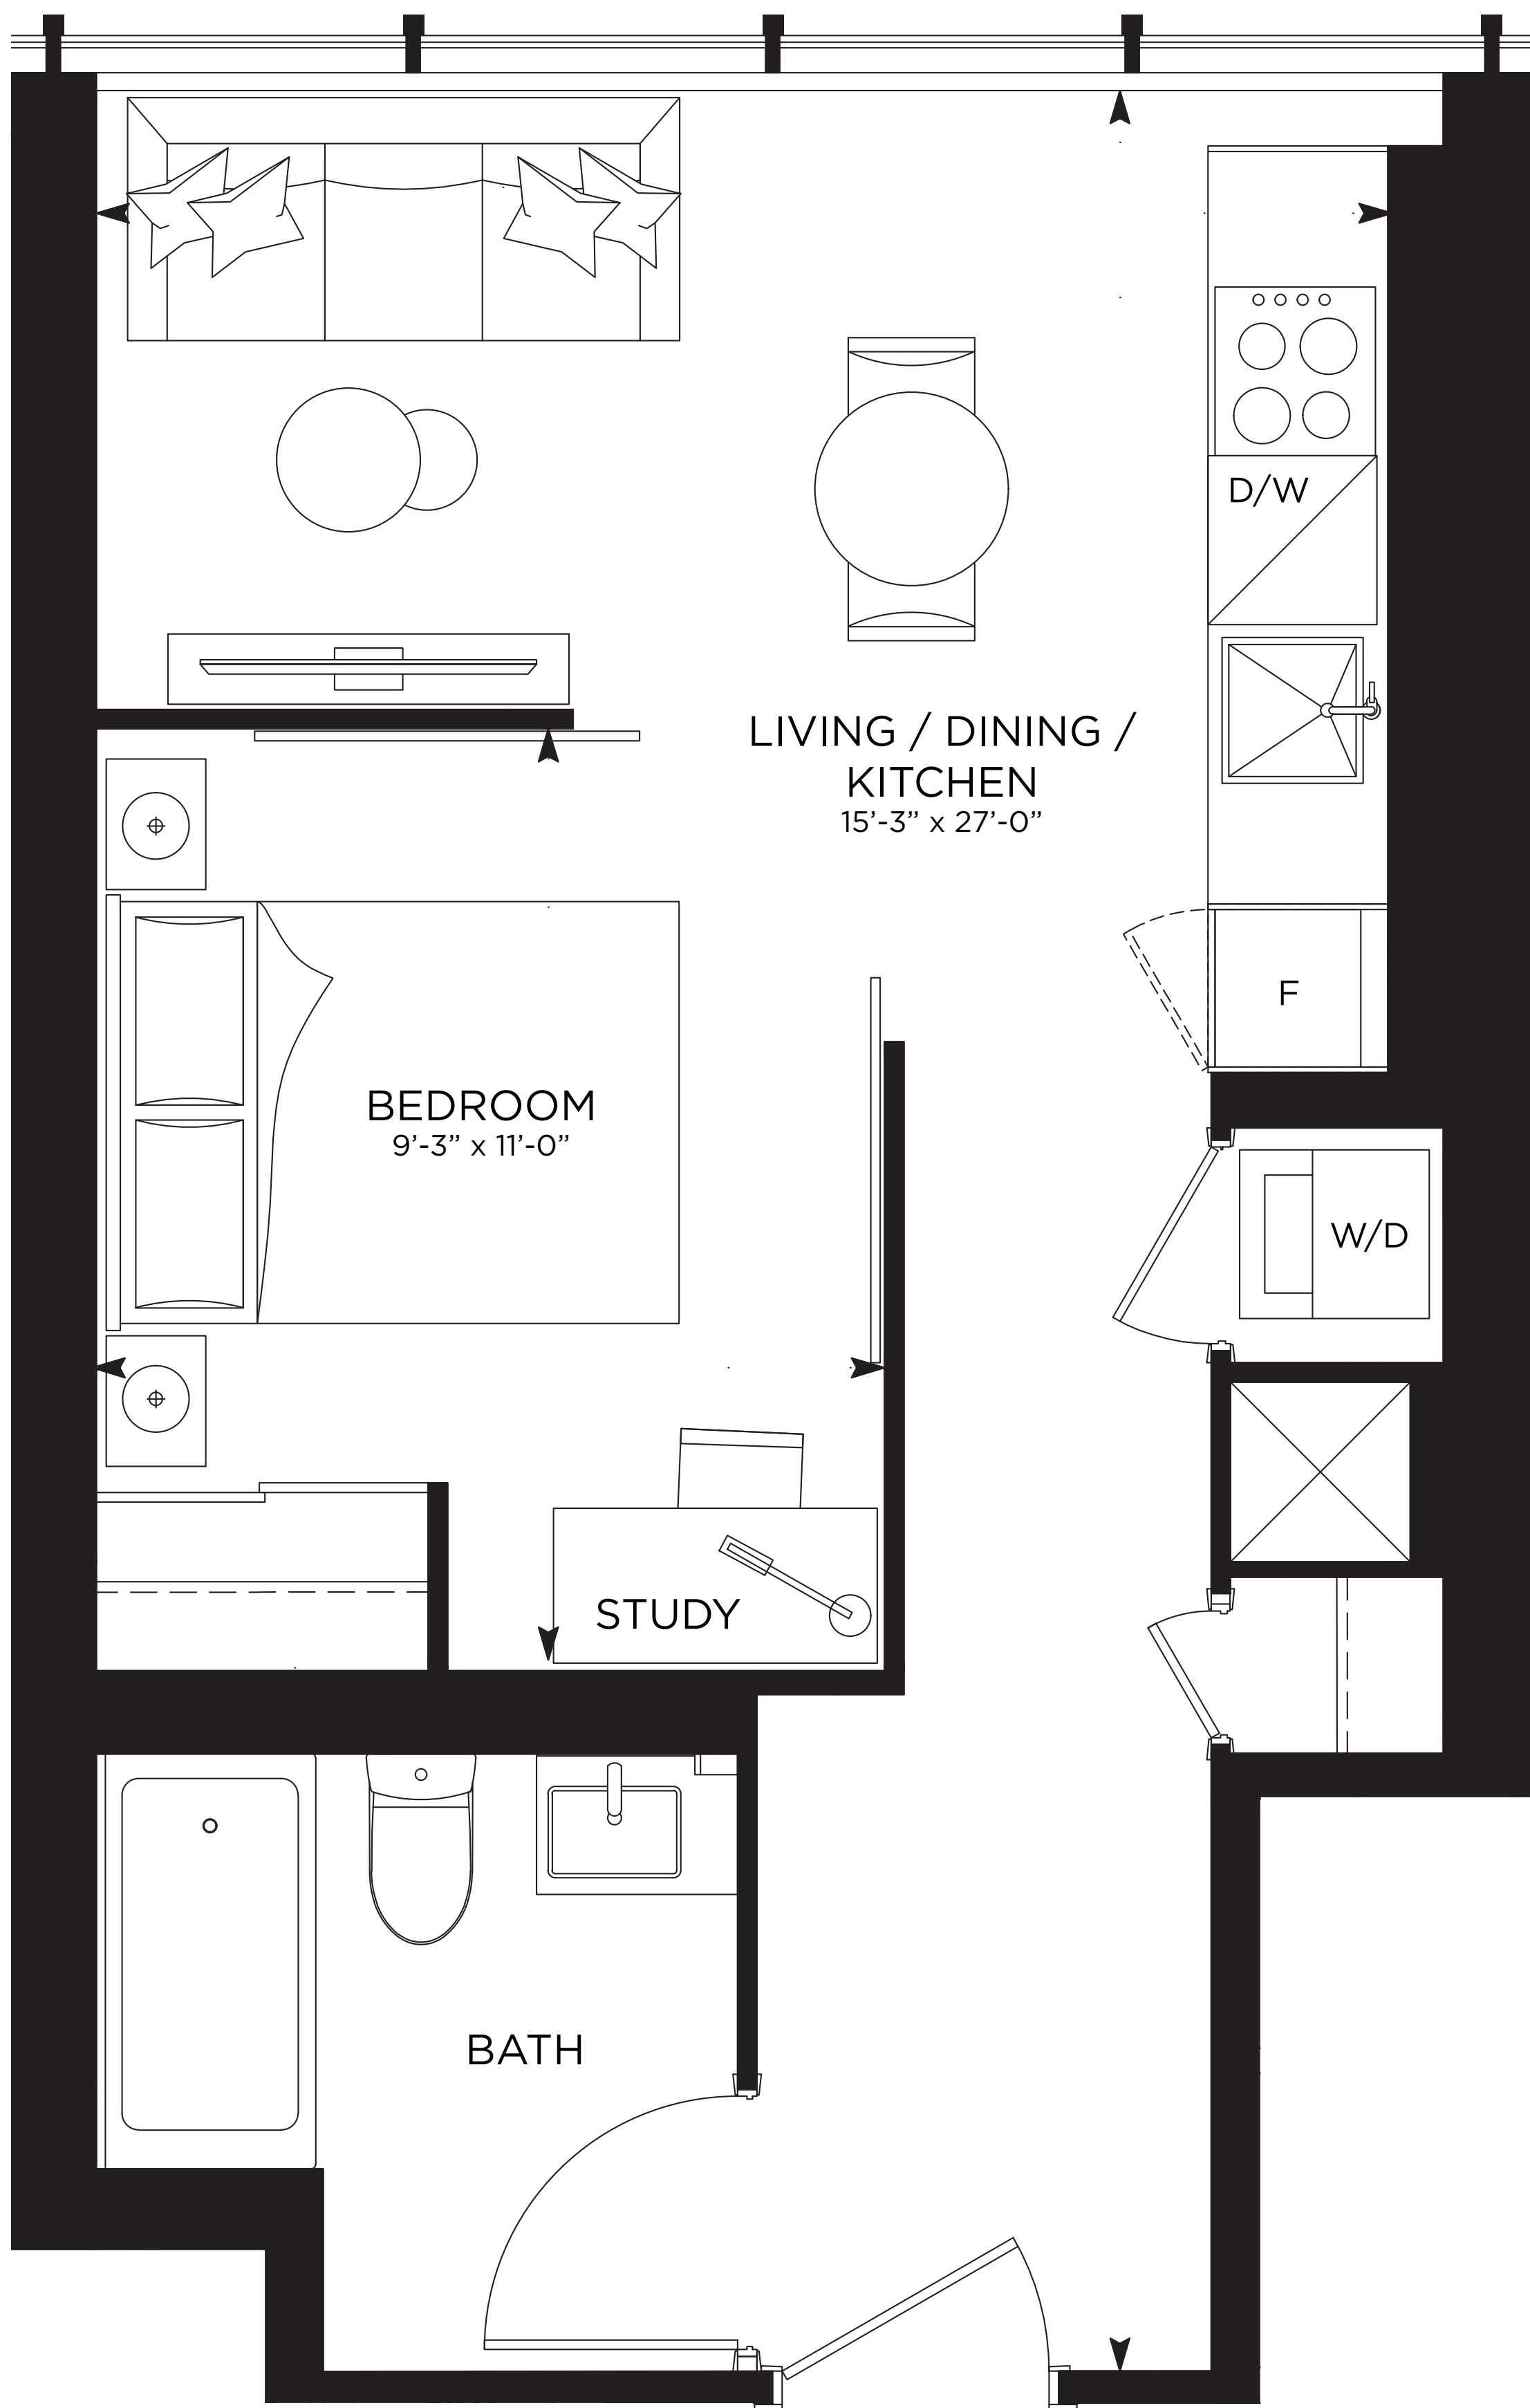 D/W
LIVING / DINING /
KITCHEN
15’-3” x 27’-0”
F
BEDROOM
9’-3” x 11’-0”
W/D
STUDY
BATH